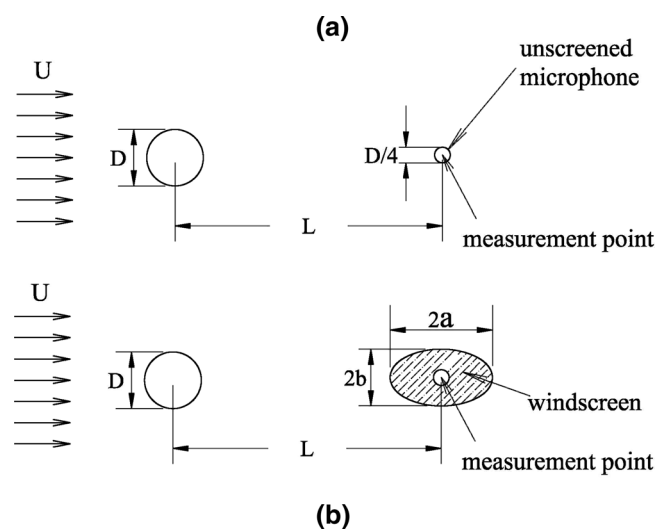 (a)
U
unscreened
microphone
D
D/4
L
measurement point
U
2a
D
2b
windscreen
L
measurement point
(b)